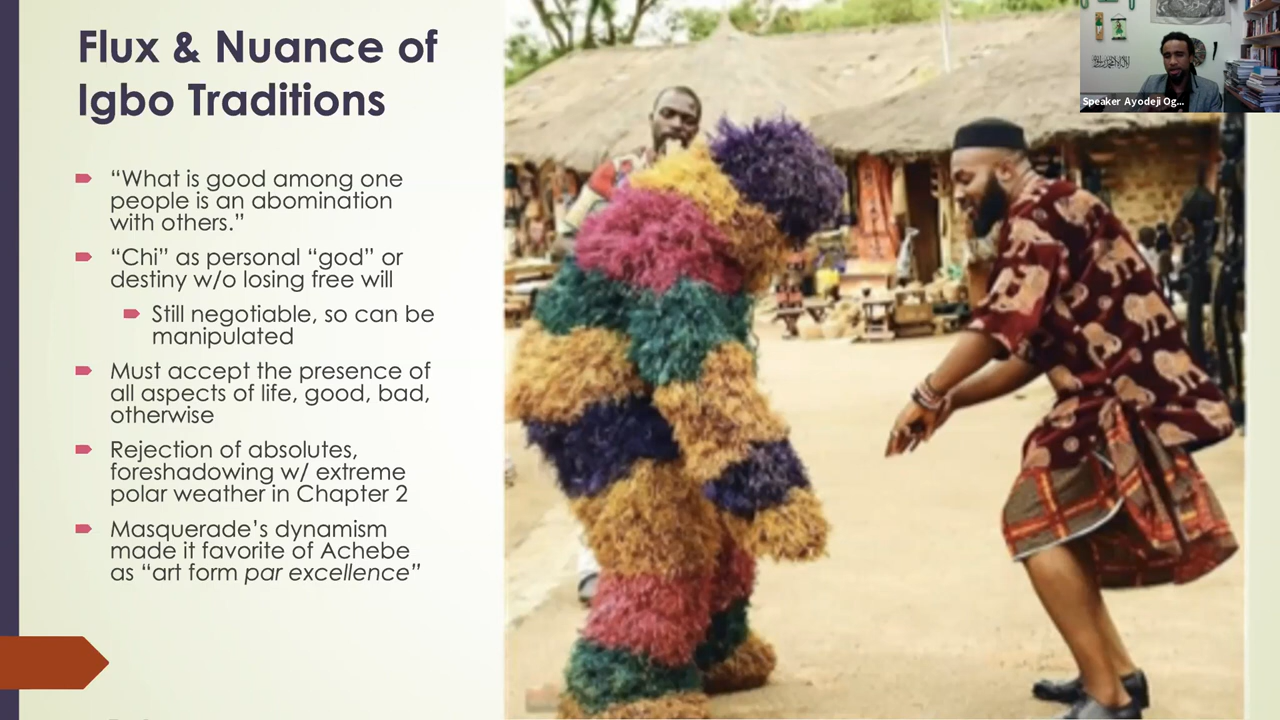 Flux & Nuance of
Igbo Traditions
“What is good among one
people is an abomination
with others.”
“Chi” as personal “god” or
destiny w/o losing free will
Still negotiable, so can be
manipulated
Must accept the presence of
all aspects of life, good, bad,
otherwise
Rejection of absolutes,
foreshadowing w/ extreme
polar weather in Chapter 2
Masquerade’s dynamism
made it favorite of Achebe
as “art form par excellence”
Speaker Ayodeji Og...